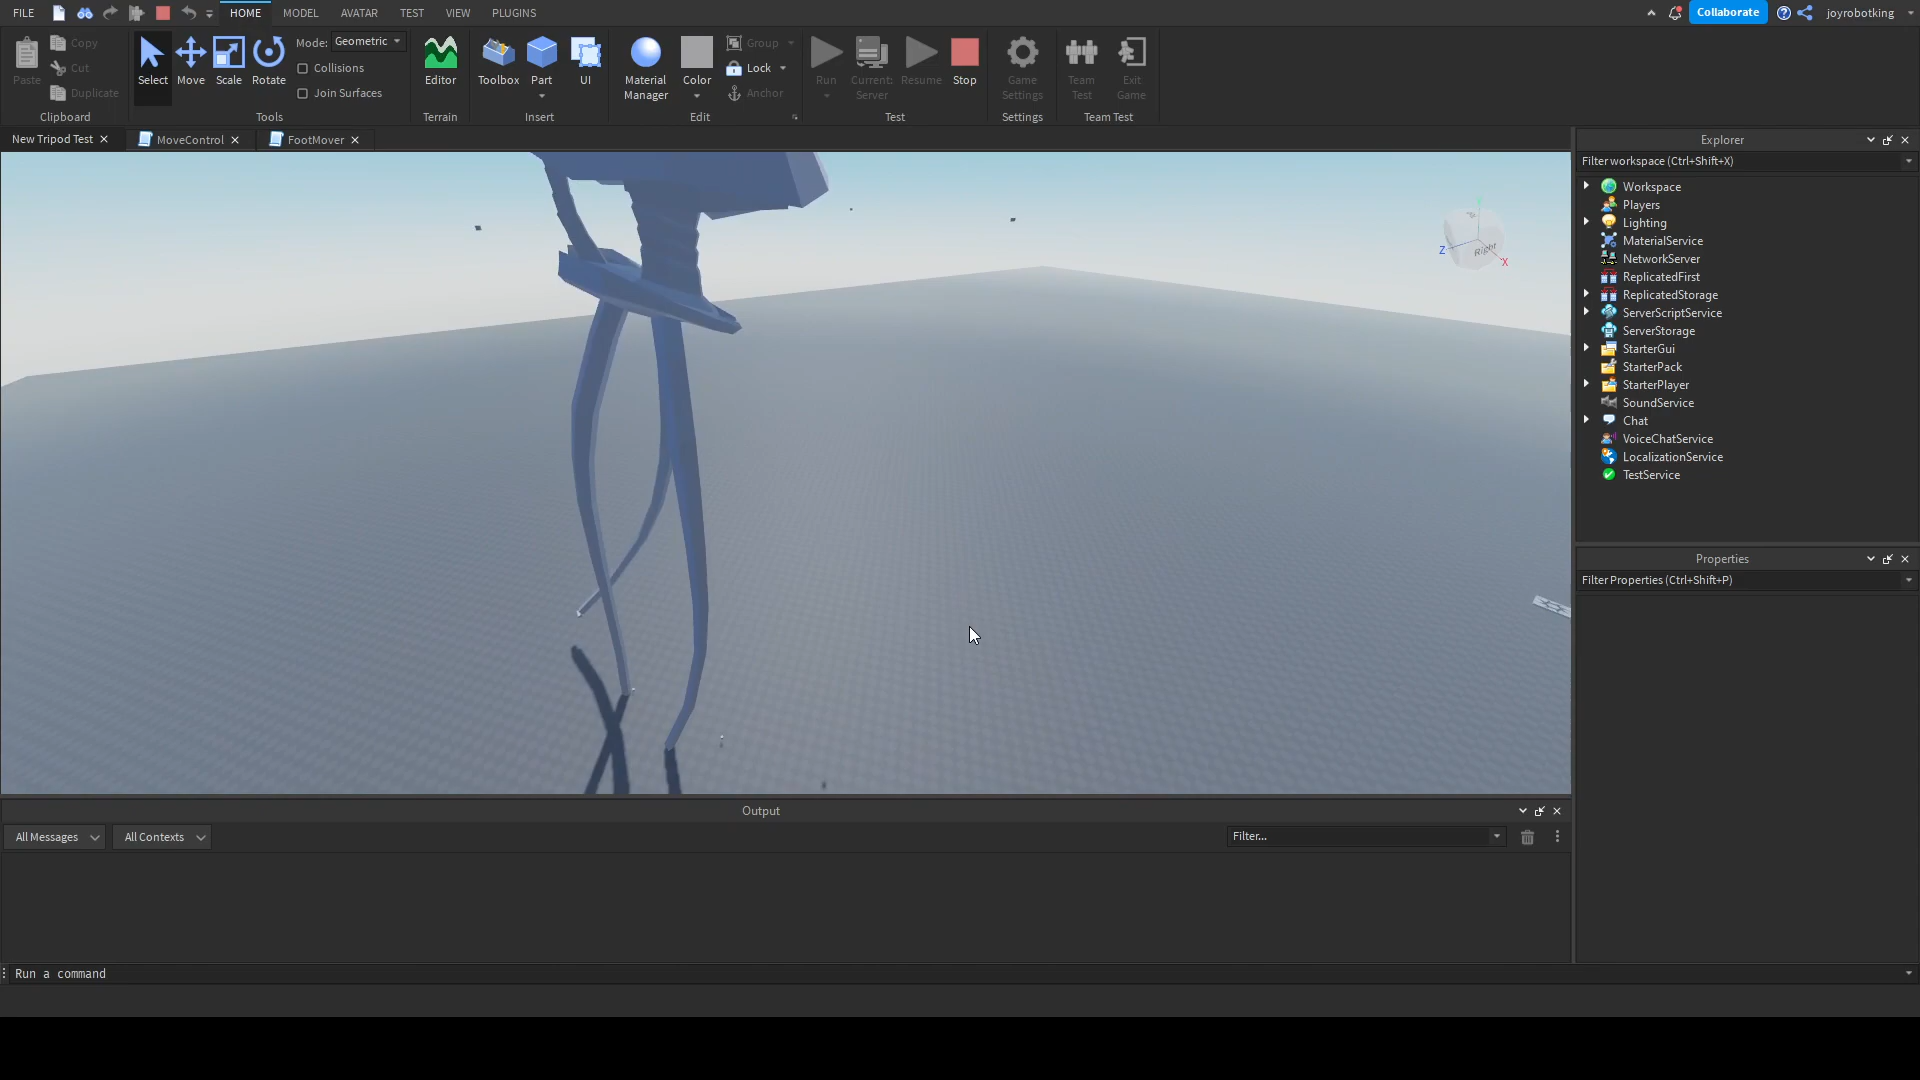 FILE HOME MODEL AVATAR TEST VIEW PLUGINS Collaborate joyrobotking
Paste Copy Cut Duplicate Clipboard
Select Move Scale Rotate Mode: Geometric Collisions Join Surfaces Tools
Editor Terrain
Toolbox Part UI Insert
Material Manager Color Group Lock Anchor Edit
Run Current: Server Resume Stop Test
Game Settings Settings
Team Test Exit Game Team Test
New Tripod Test MoveControl FootMover
Z Right X
Explorer
Filter workspace (Ctrl+Shift+X)
Workspace
Players
Lighting
MaterialService
NetworkServer
ReplicatedFirst
ReplicatedStorage
ServerScriptService
ServerStorage
StarterGui
StarterPack
StarterPlayer
SoundService
Chat
VoiceChatService
LocalizationService
TestService
Properties
Filter Properties (Ctrl+Shift+P)
Output
All Messages All Contexts Filter...
Run a command